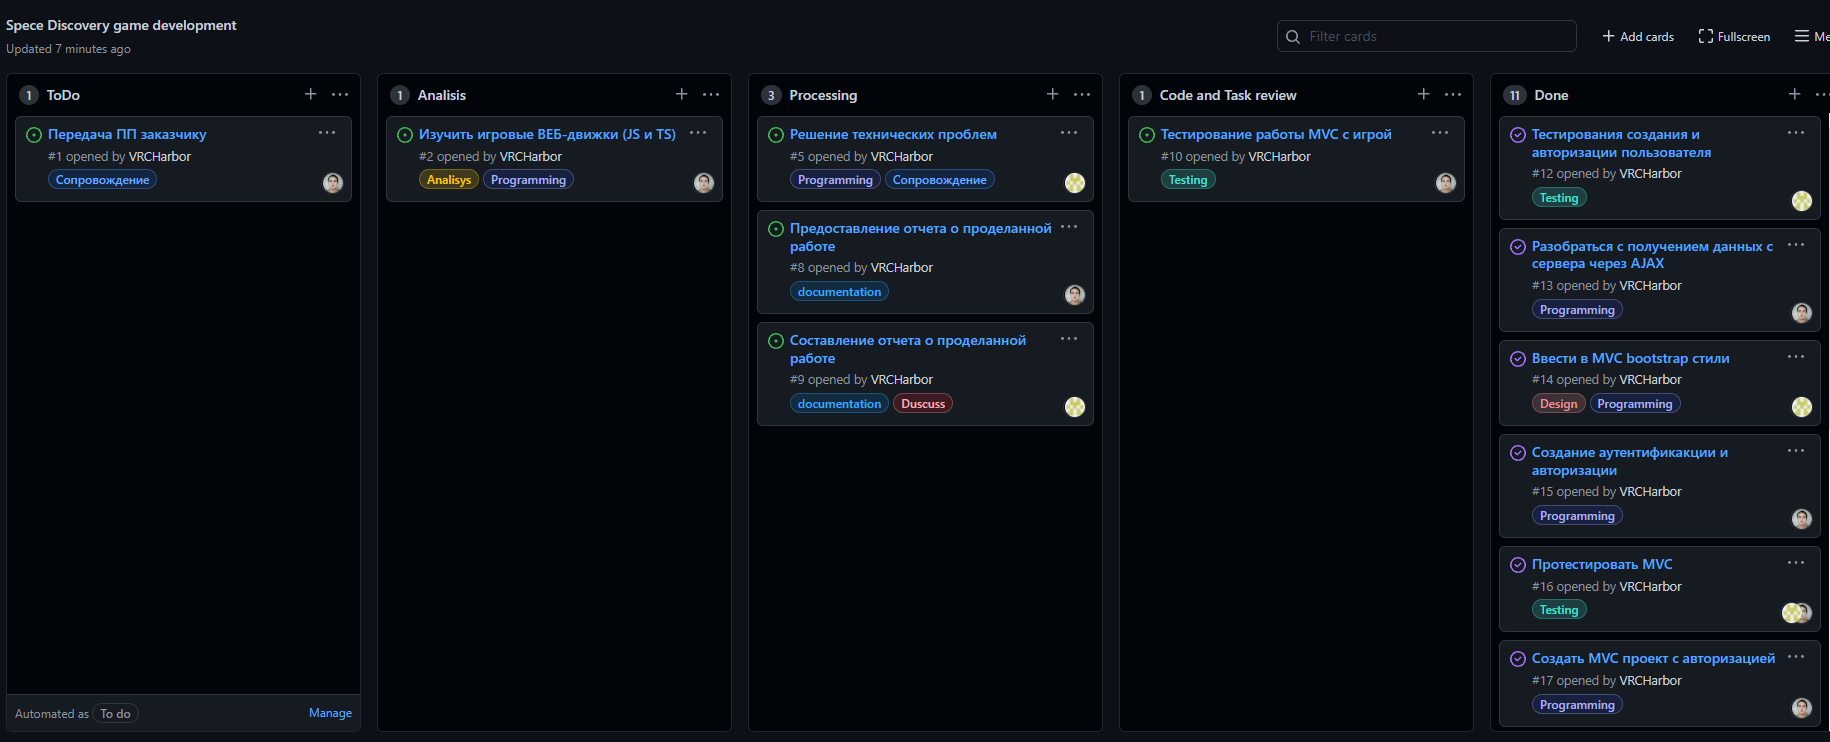 Spece Discovery game development
Updated 7 minutes ago
Filter cards
Add cards
Fullscreen
1 ToDo
Передача ПП заказчику
#1 opened by VRCHarbor
Сопровождение
Automated as To do
Manage
1 Analisis
Изучить игровые ВЕБ-движки (JS и TS)
#2 opened by VRCHarbor
Analisys Programming
3 Processing
Решение технических проблем
#5 opened by VRCHarbor
Programming Сопровождение
Предоставление отчета о проделанной
работе
#8 opened by VRCHarbor
documentation
Составление отчета о проделанной
работе
#9 opened by VRCHarbor
documentation Duscuss
1 Code and Task review
Тестирование работы MVC с игрой
#10 opened by VRCHarbor
Testing
11 Done
Тестирования создания и
авторизации пользователя
#12 opened by VRCHarbor
Testing
Разобраться с получением данных с
сервера через AJAX
#13 opened by VRCHarbor
Programming
Ввести в MVC bootstrap стили
#14 opened by VRCHarbor
Design Programming
Создание аутентификакции и
авторизации
#15 opened by VRCHarbor
Programming
Протестировать MVC
#16 opened by VRCHarbor
Testing
Создать MVC проект с авторизацией
#17 opened by VRCHarbor
Programming